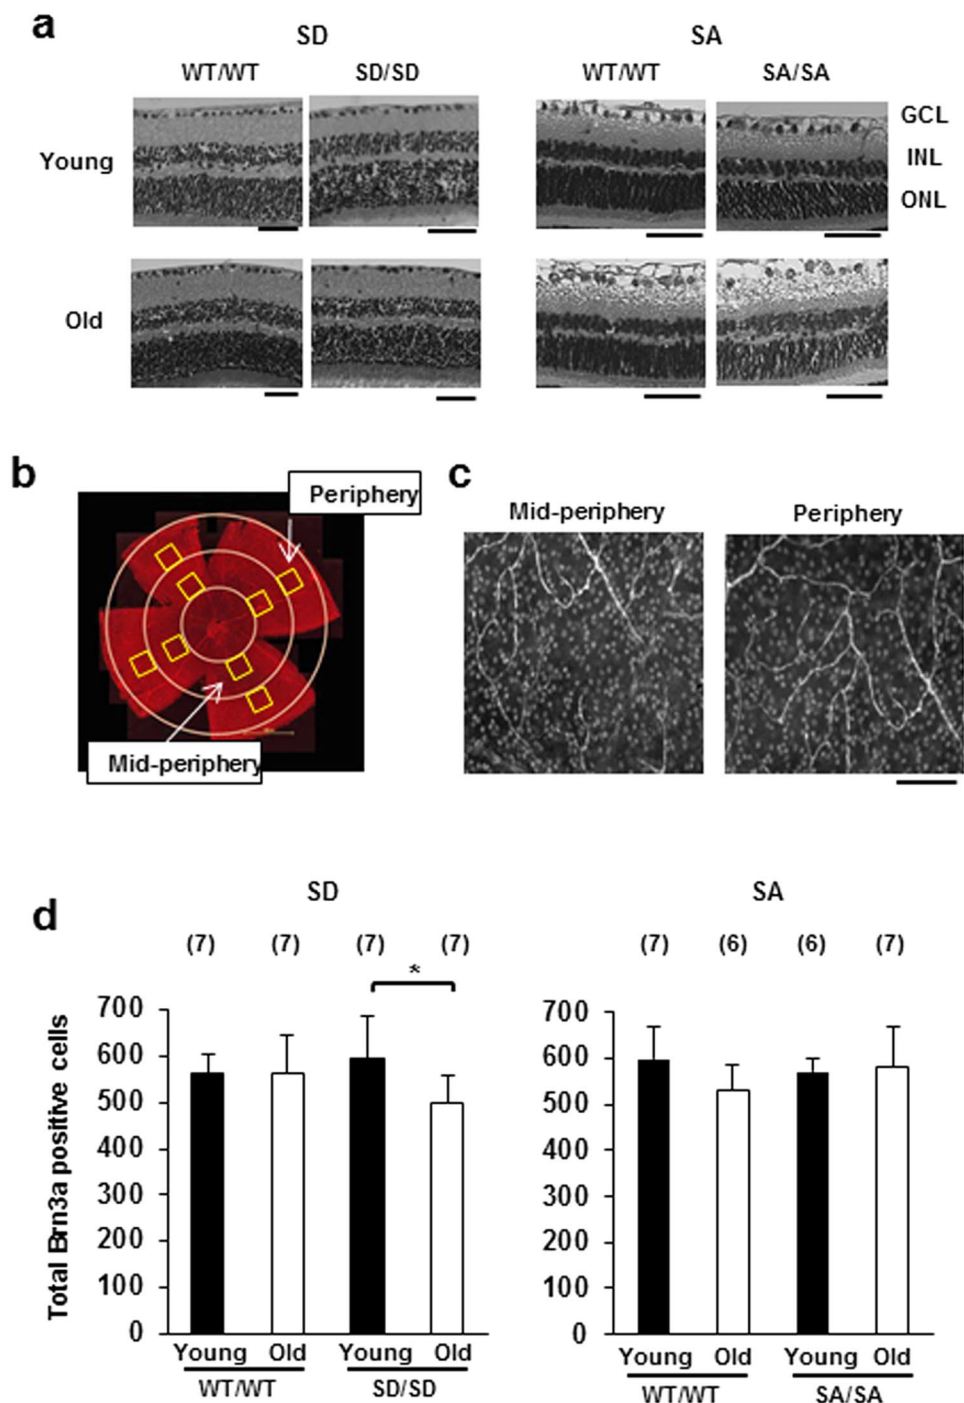 a
SD SA
WT/WT SD/SD WT/WT SA/SA
Young
GCL
INL
ONL
Old
b
Periphery
Mid-periphery
c
Mid-periphery Periphery
d
SD
(7) (7) (7) (7)
*
Total Brn3a positive cells
700
600
500
400
300
200
100
0
Young Old Young Old
WT/WT SD/SD
SA
(7) (6) (6) (7)
700
600
500
400
300
200
100
0
Young Old Young Old
WT/WT SA/SA